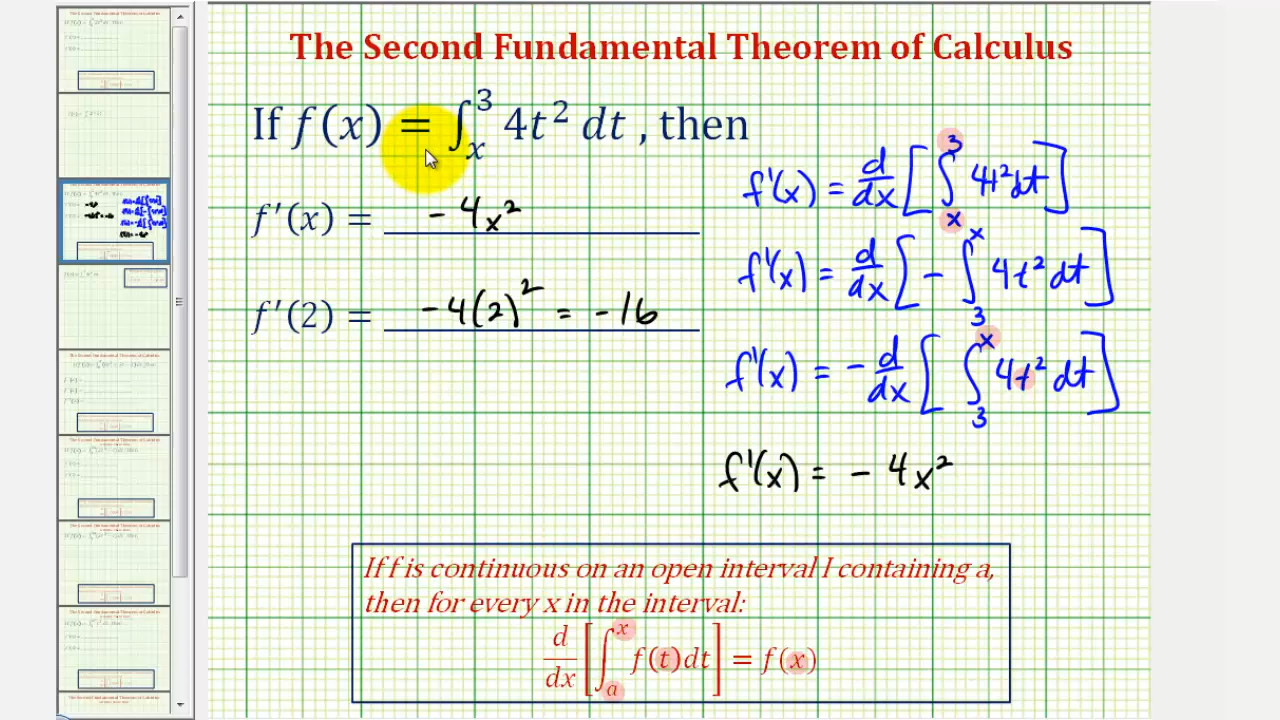 The Second Fundamental Theorem of Calculus
If f(x) = ∫ₓ³ 4t² dt , then
f'(x) = - 4x²
f'(2) = - 4(2)² = - 16
f'(x) = d/dx [ ∫ₓ³ 4t² dt ]
f'(x) = d/dx [ - ∫₃ˣ 4t² dt ]
f'(x) = - d/dx [ ∫₃ˣ 4t² dt ]
f'(x) = - 4x²
If f is continuous on an open interval I containing a,
then for every x in the interval:
d/dx [ ∫ₐˣ f(t)dt ] = f(x)